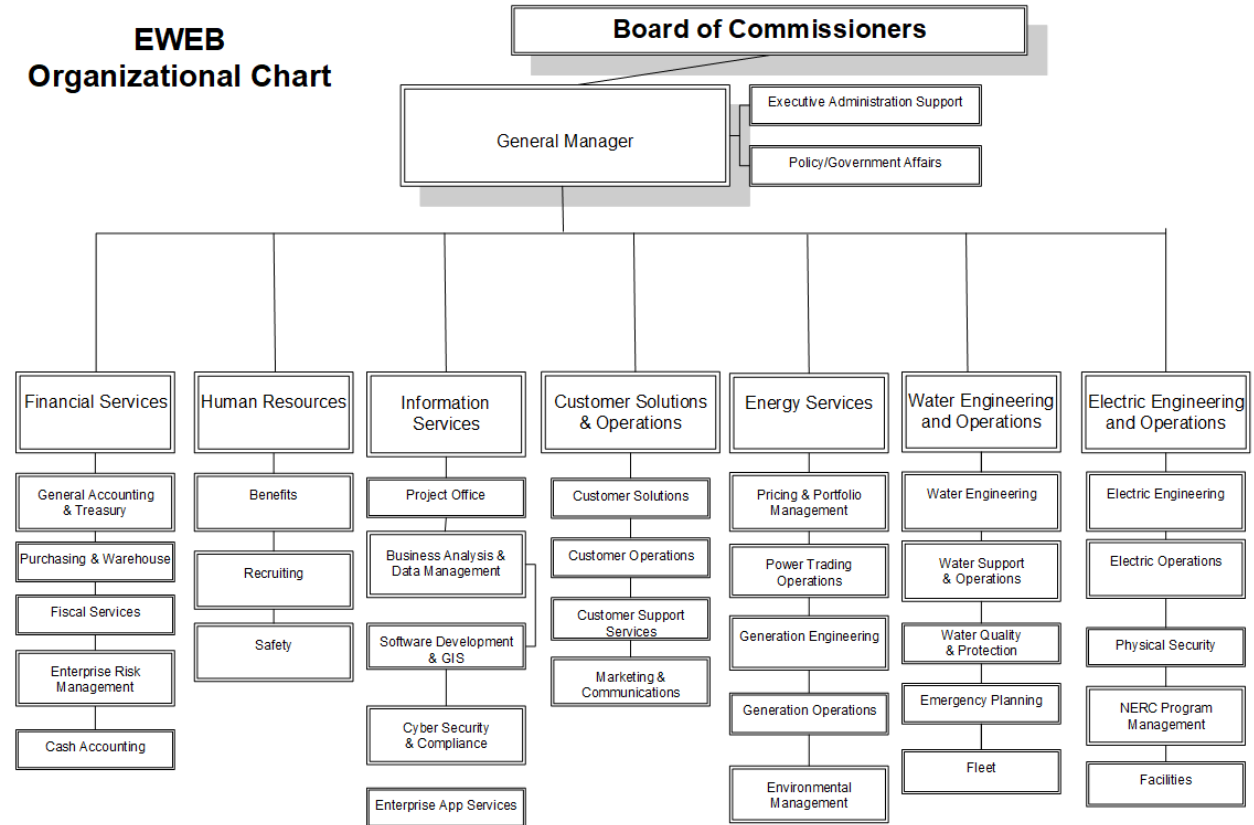 EWEB
Organizational Chart
Board of Commissioners
General Manager
Executive Administration Support
Policy/Government Affairs
Financial Services
General Accounting
& Treasury
Purchasing & Warehouse
Fiscal Services
Enterprise Risk
Management
Cash Accounting
Human Resources
Benefits
Recruiting
Safety
Information
Services
Project Office
Business Analysis &
Data Management
Software Development
& GIS
Cyber Security
& Compliance
Enterprise App Services
Customer Solutions
& Operations
Customer Solutions
Customer Operations
Customer Support
Services
Marketing &
Communications
Energy Services
Pricing & Portfolio
Management
Power Trading
Operations
Generation Engineering
Generation Operations
Environmental
Management
Water Engineering
and Operations
Water Engineering
Water Support
& Operations
Water Quality
& Protection
Emergency Planning
Fleet
Electric Engineering
and Operations
Electric Engineering
Electric Operations
Physical Security
NERC Program
Management
Facilities